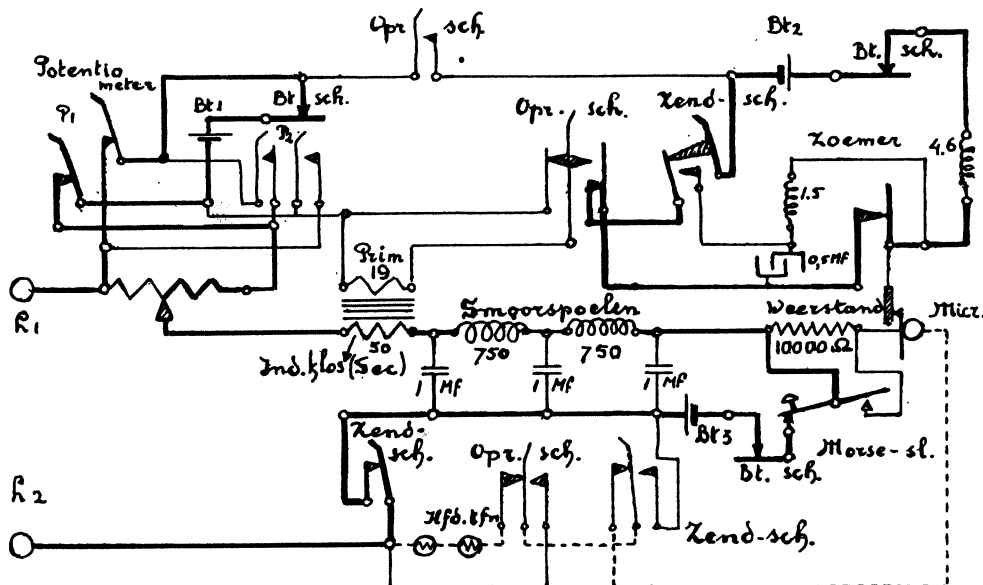 Opr sch
Bt2
Bt. sch.
Potentio
meter
P1
Bt1
Bt sch.
P2
Opr. sch.
Zend-
sch.
Zoemer
4.6
1.5
0,5 Mf
Prim
19
L1
Smoorspoelen
Weerstand
Micr.
50
750
750
10000 Ω
Ind. klos (Sec)
1 Mf
1 Mf
1 Mf
Zend-
sch.
Bt3
Opr. sch.
Bt. sch.
Morse-sl.
L2
Hfd. tfn
Zend-sch.